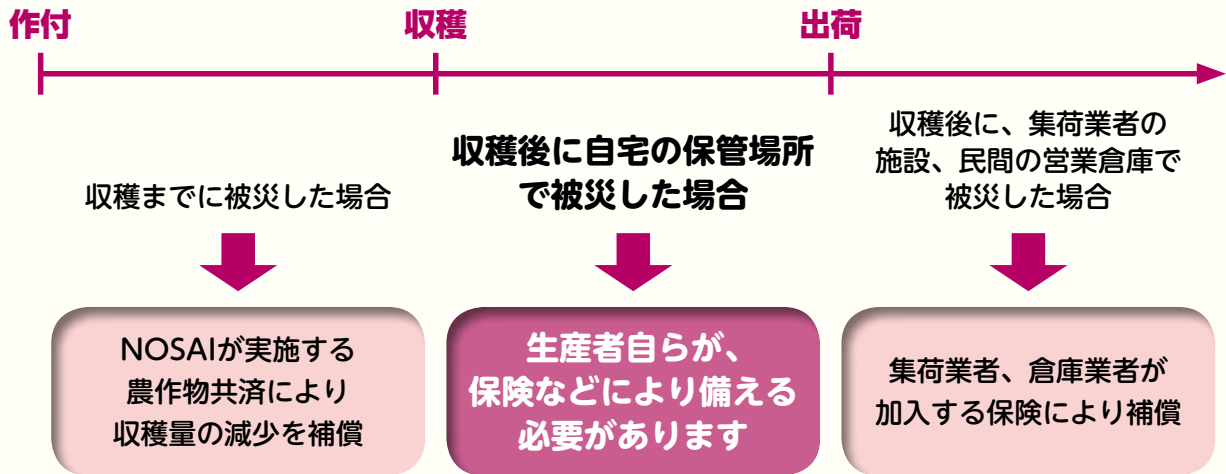 作付
収穫
出荷
収穫までに被災した場合
収穫後に自宅の保管場所
で被災した場合
収穫後に、集荷業者の
施設、民間の営業倉庫で
被災した場合
NOSAIが実施する
農作物共済により
収穫量の減少を補償
生産者自らが、
保険などにより備える
必要があります
集荷業者、倉庫業者が
加入する保険により補償